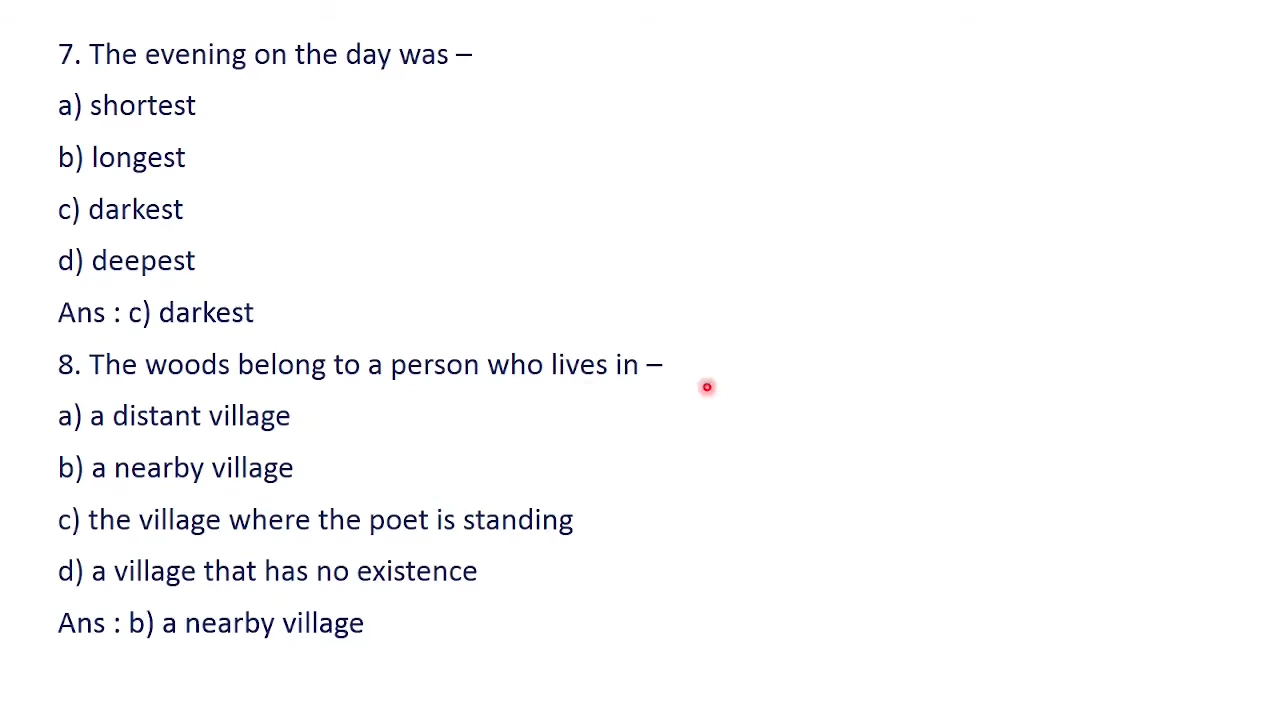 7. The evening on the day was –
a) shortest
b) longest
c) darkest
d) deepest
Ans : c) darkest
8. The woods belong to a person who lives in –
a) a distant village
b) a nearby village
c) the village where the poet is standing
d) a village that has no existence
Ans : b) a nearby village